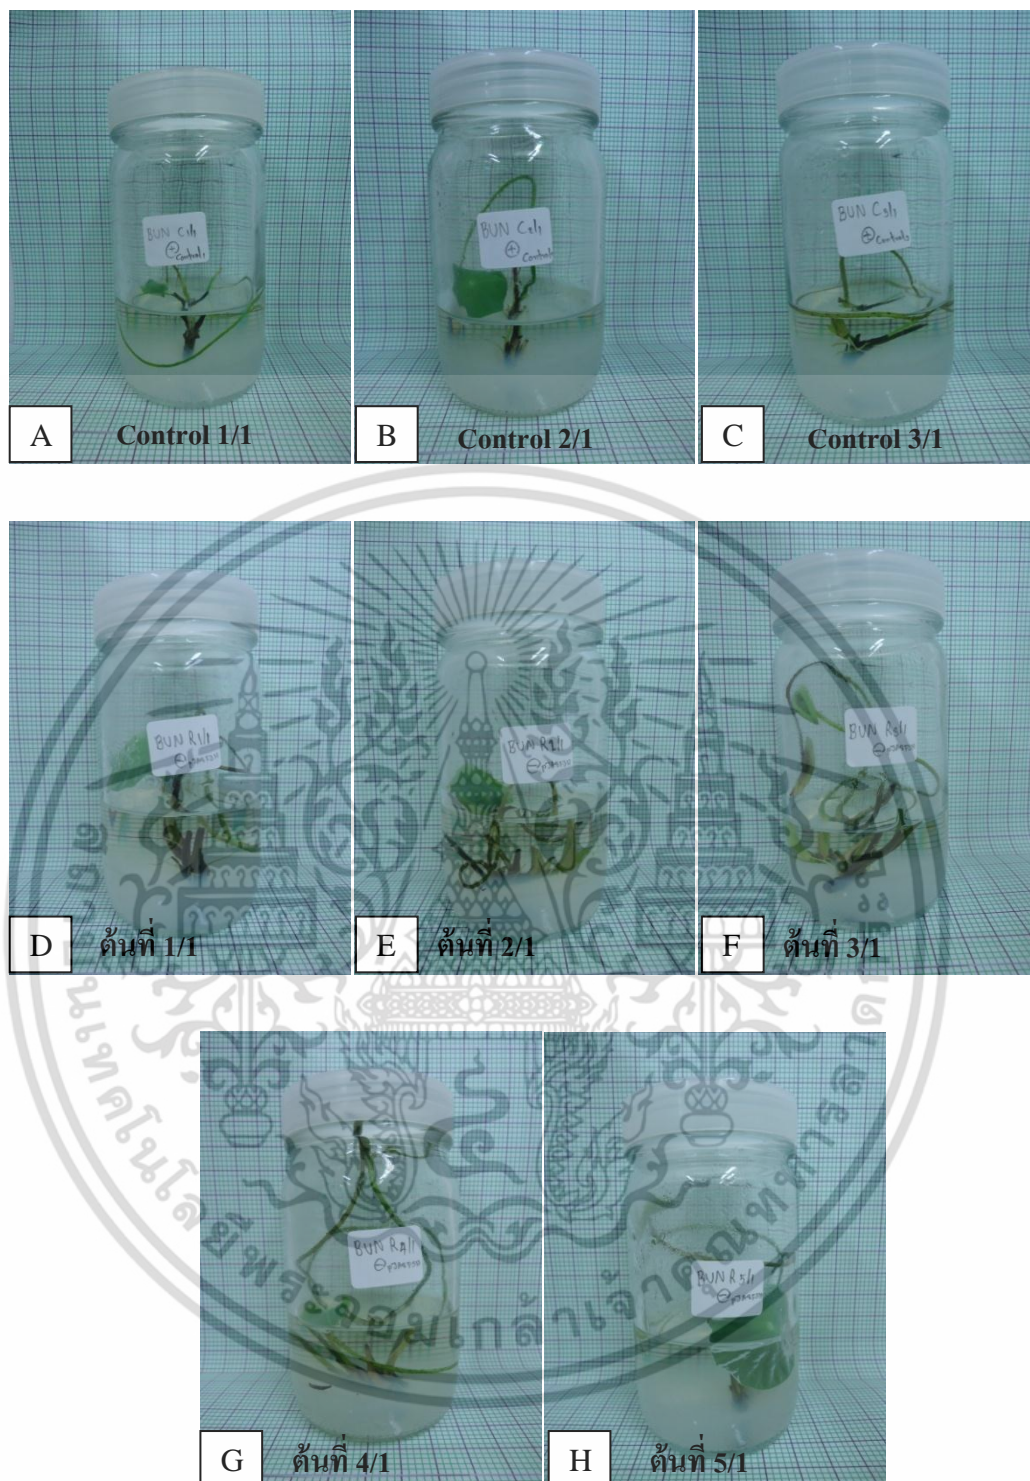 BUN C1/1
⊕
Control1
A
Control 1/1
BUN C2/1
⊕
Control2
B
Control 2/1
BUN C3/1
⊕
Control3
C
Control 3/1
BUN R1/1
D
ต้นที่ 1/1
BUN R2/1
E
ต้นที่ 2/1
BUN R3/1
F
ต้นที่ 3/1
BUN R4/1
G
ต้นที่ 4/1
BUN R5/1
H
ต้นที่ 5/1